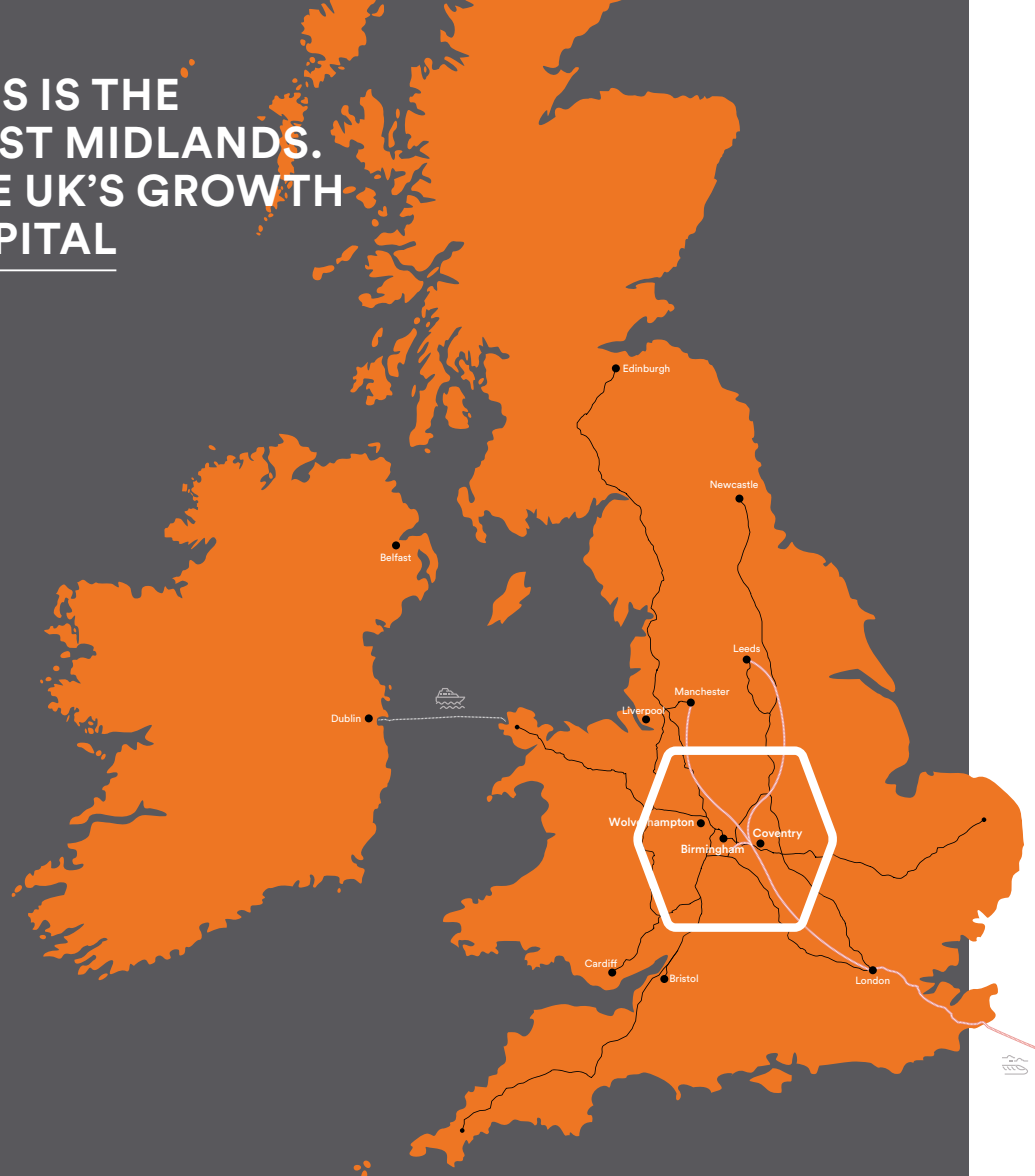 S IS THE
ST MIDLANDS.
E UK’S GROWTH
PITAL
Edinburgh
Newcastle
Belfast
Leeds
Manchester
Liverpool
Dublin
Wolverhampton
Coventry
Birmingham
Cardiff
Bristol
London